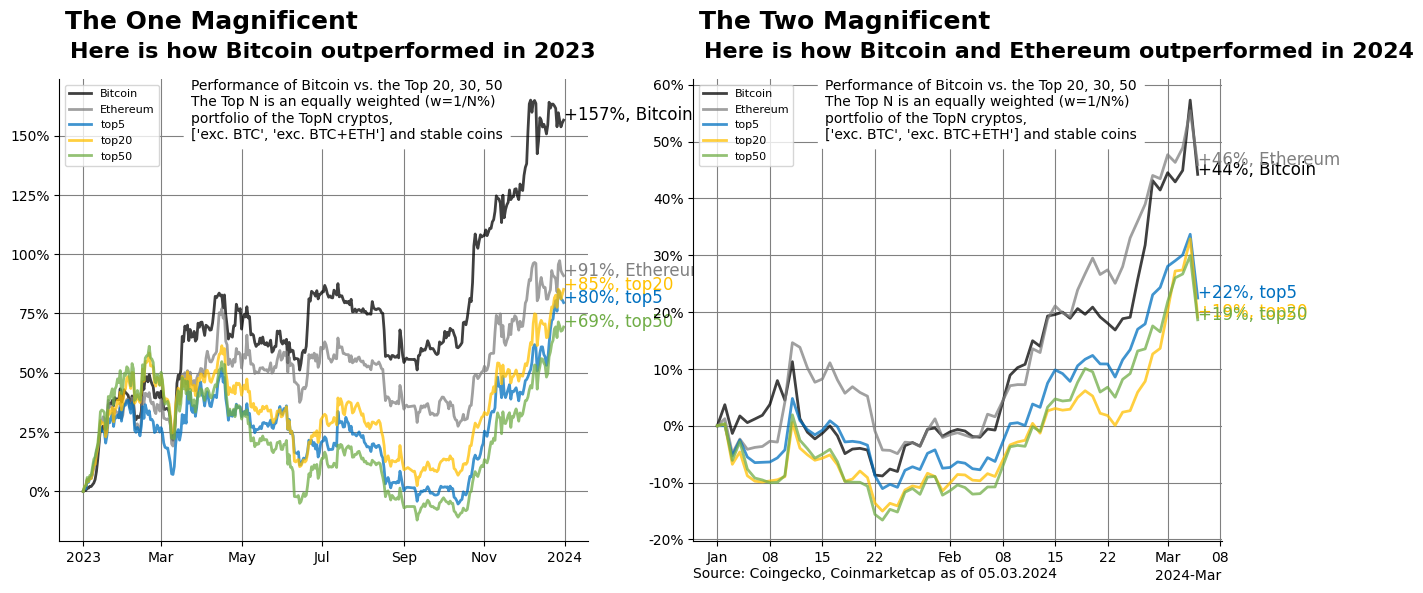 The One Magnificent
Here is how Bitcoin outperformed in 2023
Performance of Bitcoin vs. the Top 20, 30, 50
The Top N is an equally weighted (w=1/N%)
portfolio of the TopN cryptos,
['exc. BTC', 'exc. BTC+ETH'] and stable coins
Bitcoin
Ethereum
top5
top20
top50
150%
125%
100%
75%
50%
25%
0%
+157%, Bitcoin
+91%, Ethereum
+85%, top20
+80%, top5
+69%, top50
2023
Mar
May
Jul
Sep
Nov
2024
The Two Magnificent
Here is how Bitcoin and Ethereum outperformed in 2024
Performance of Bitcoin vs. the Top 20, 30, 50
The Top N is an equally weighted (w=1/N%)
portfolio of the TopN cryptos,
['exc. BTC', 'exc. BTC+ETH'] and stable coins
Bitcoin
Ethereum
top5
top20
top50
60%
50%
40%
30%
20%
10%
0%
-10%
-20%
+46%, Ethereum
+44%, Bitcoin
+22%, top5
+19%, top20
+19%, top50
Jan
08
15
22
Feb
08
15
22
Mar
08
2024-Mar
Source: Coingecko, Coinmarketcap as of 05.03.2024